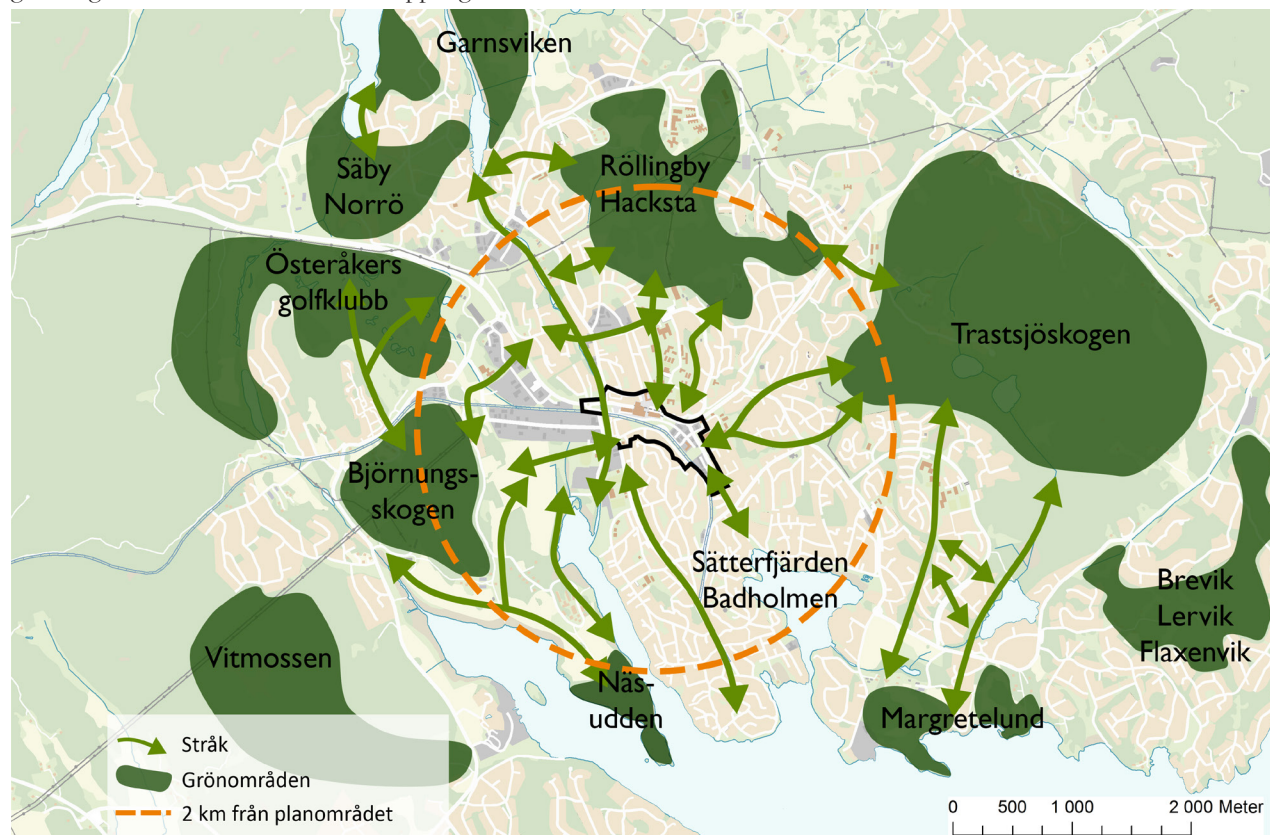 Garnsviken
Säby
Norrö
Röllingby
Hacksta
Österåkers
golfklubb
Trastsjöskogen
Björnungs-
skogen
Sätterfjärden
Badholmen
Brevik
Lervik
Flaxenvik
Vitmossen
Näs-
udden
Margretelund
Stråk
Grönområden
2 km från planområdet
0 500 1 000 2 000 Meter